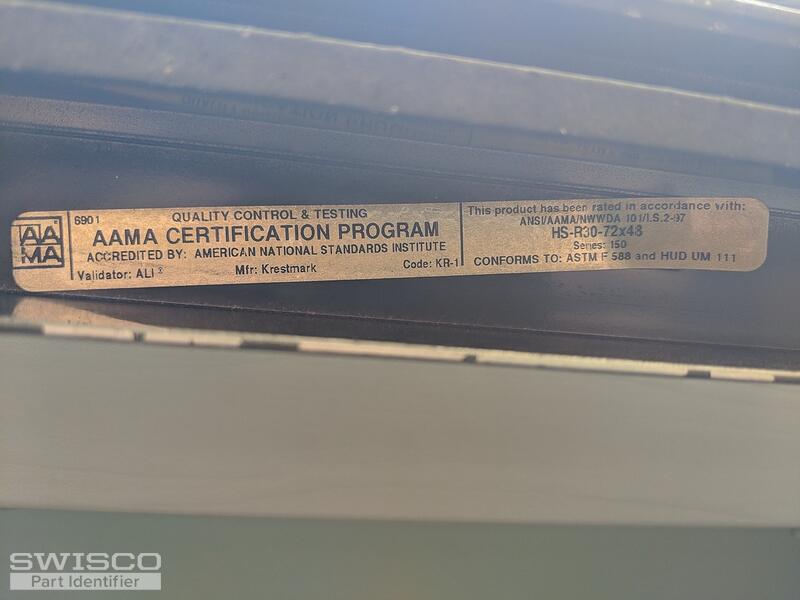 AA
MA
6901
QUALITY CONTROL & TESTING
AAMA CERTIFICATION PROGRAM
ACCREDITED BY: AMERICAN NATIONAL STANDARDS INSTITUTE
Validator: ALI®
Mfr: Krestmark
Code: KR-1
This product has been rated in accordance with:
ANSI/AAMA/NWWDA 101/I.S.2-97
HS-R30-72x48
Series: 150
CONFORMS TO: ASTM F 588 and HUD UM 111
SWISCO
Part Identifier